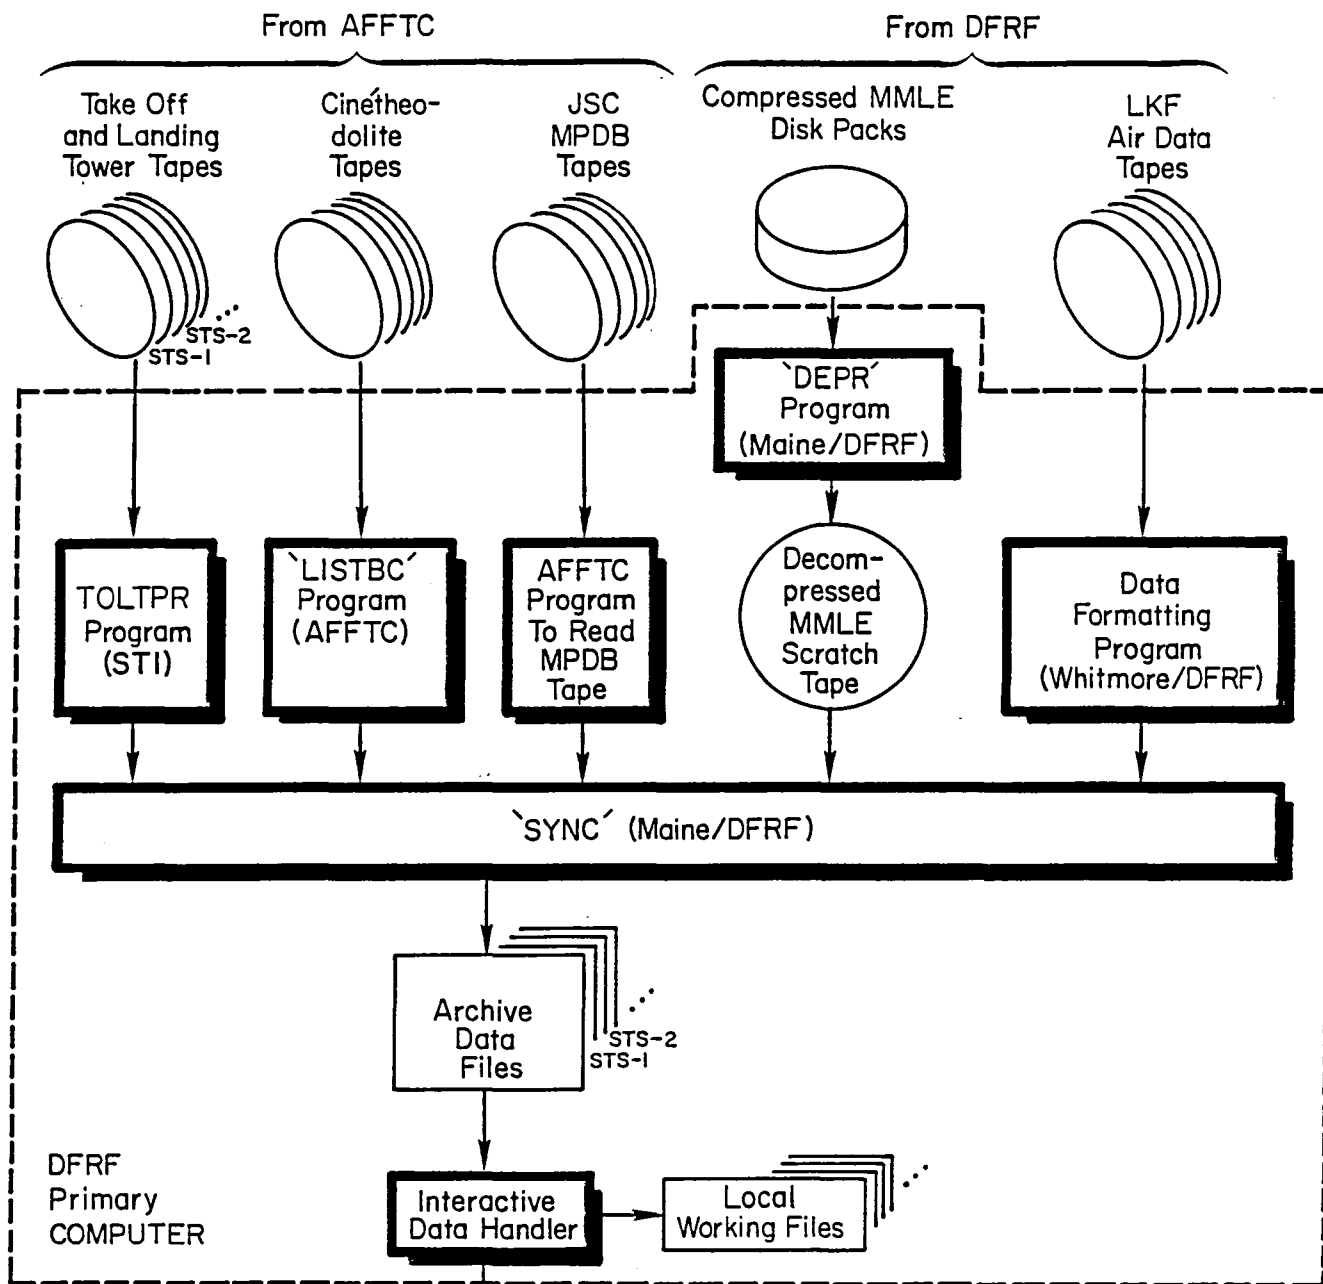 From AFFTC
From DFRF
Take Off
and Landing
Tower Tapes
Cinétheo-
dolite
Tapes
JSC
MPDB
Tapes
Compressed MMLE
Disk Packs
LKF
Air Data
Tapes
STS-2
STS-1
`DEPR´
Program
(Maine/DFRF)
TOLTPR
Program
(STI)
`LISTBC´
Program
(AFFTC)
AFFTC
Program
To Read
MPDB
Tape
Decom-
pressed
MMLE
Scratch
Tape
Data
Formatting
Program
(Whitmore/DFRF)
`SYNC´ (Maine/DFRF)
Archive
Data
Files
STS-2
STS-1
DFRF
Primary
COMPUTER
Interactive
Data Handler
Local
Working Files